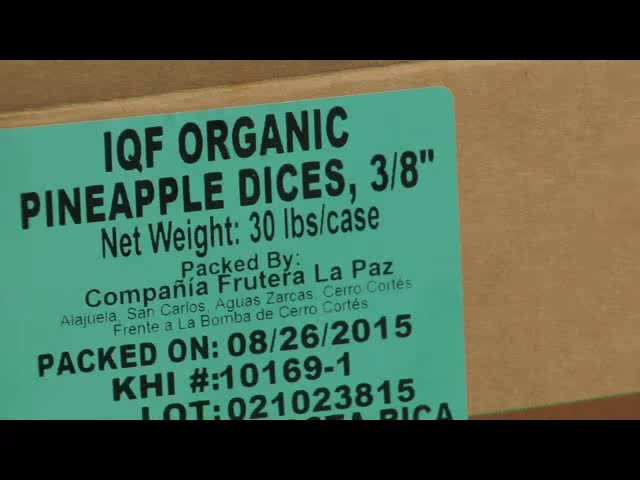 IQF ORGANIC
PINEAPPLE DICES, 3/8"
Net Weight: 30 lbs/case
Packed By:
Compañía Frutera La Paz
Alajuela, San Carlos, Aguas Zarcas, Cerro Cortés
Frente a La Bomba de Cerro Cortés
PACKED ON: 08/26/2015
KHI #:10169-1
LOT: 021023815
RICA